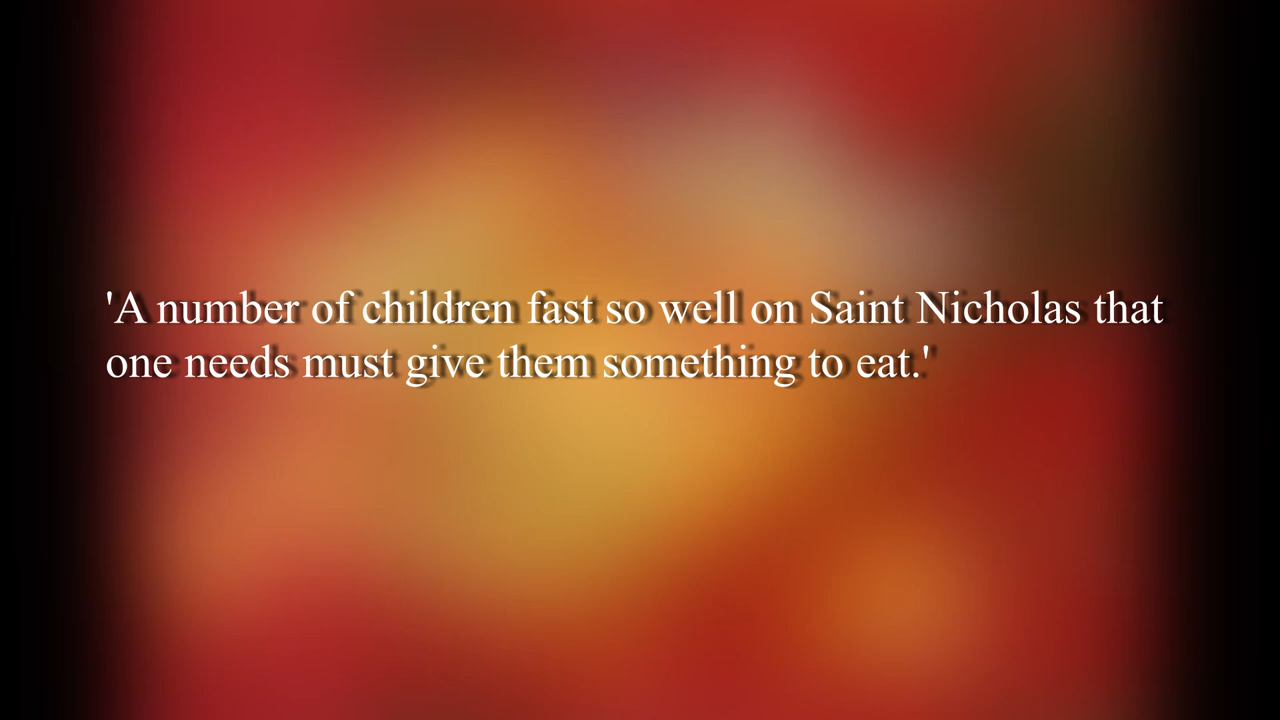 'A number of children fast so well on Saint Nicholas that
one needs must give them something to eat.'